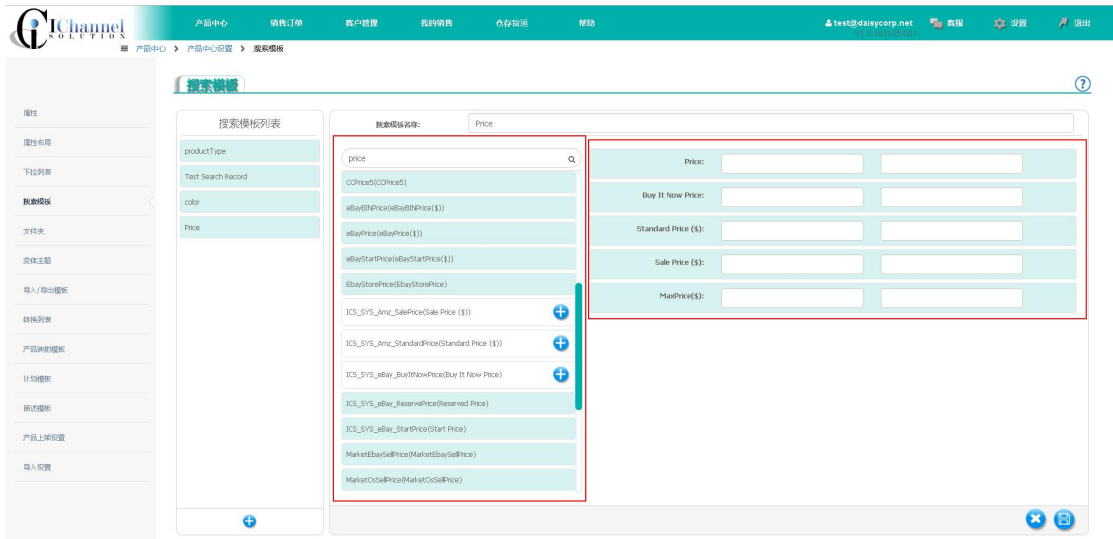 IChannel
SOLUTION
产品中心 销售订单 客户管理 我的销售 仓存货运 帮助 test@daisycorp.net 客服 设置 退出
产品中心 > 产品中心设置 > 搜索模板
搜索模板
属性
属性布局
下拉列表
搜索模板
文件夹
变体主题
导入/导出模板
转换列表
产品映射模板
计划模板
描述模板
产品上架设置
导入设置
搜索模板列表
productType
Test Search Record
color
Price
搜索模板名称: Price
price
CCPrice5(CCPrice5)
eBayBINPrice(eBayBINPrice($))
eBayPrice(eBayPrice($))
eBayStartPrice(eBayStartPrice($))
EbayStorePrice(EbayStorePrice)
ICS_SYS_Amz_SalePrice(Sale Price ($))
ICS_SYS_Amz_StandardPrice(Standard Price ($))
ICS_SYS_eBay_BuyItNowPrice(Buy It Now Price)
ICS_SYS_eBay_ReservePrice(Reserved Price)
ICS_SYS_eBay_StartPrice(Start Price)
MarketEbaySellPrice(MarketEbaySellPrice)
MarketOsSellPrice(MarketOsSellPrice)
Price:
Buy It Now Price:
Standard Price ($):
Sale Price ($):
MaxPrice($):